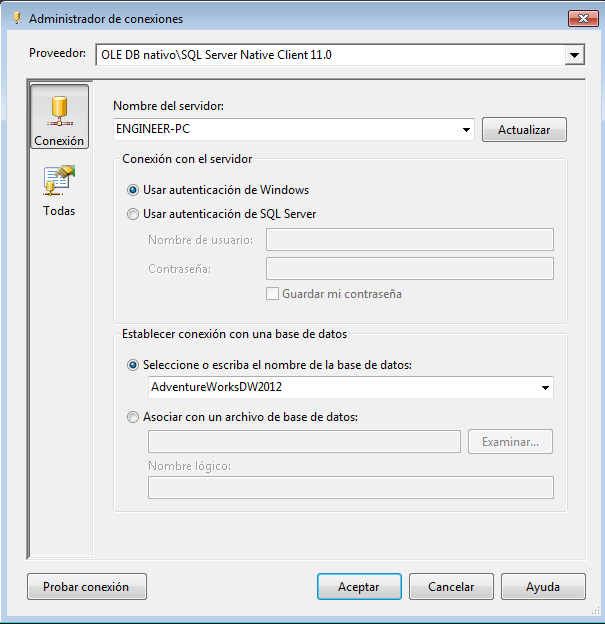 Administrador de conexiones
Proveedor: OLE DB nativo\SQL Server Native Client 11.0
Conexión
Todas
Nombre del servidor:
ENGINEER-PC
Actualizar
Conexión con el servidor
Usar autenticación de Windows
Usar autenticación de SQL Server
Nombre de usuario:
Contraseña:
Guardar mi contraseña
Establecer conexión con una base de datos
Seleccione o escriba el nombre de la base de datos:
AdventureWorksDW2012
Asociar con un archivo de base de datos:
Examinar...
Nombre lógico:
Probar conexión
Aceptar
Cancelar
Ayuda